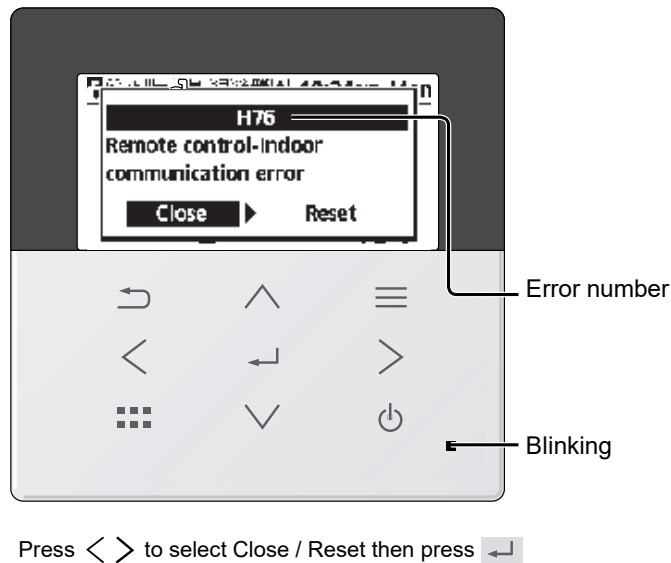 H76
Remote control-Indoor
communication error
Close
Reset
Error number
Blinking
Press < > to select Close / Reset then press